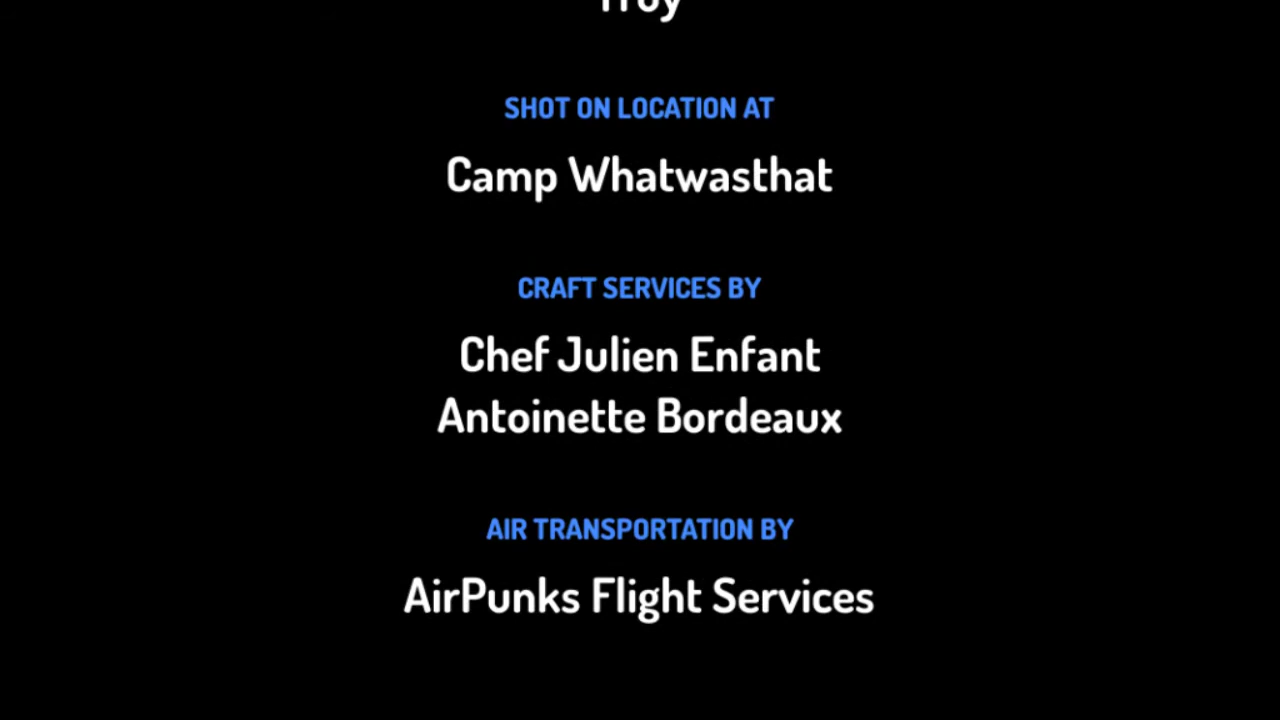 Troy
SHOT ON LOCATION AT
Camp Whatwasthat
CRAFT SERVICES BY
Chef Julien Enfant
Antoinette Bordeaux
AIR TRANSPORTATION BY
AirPunks Flight Services